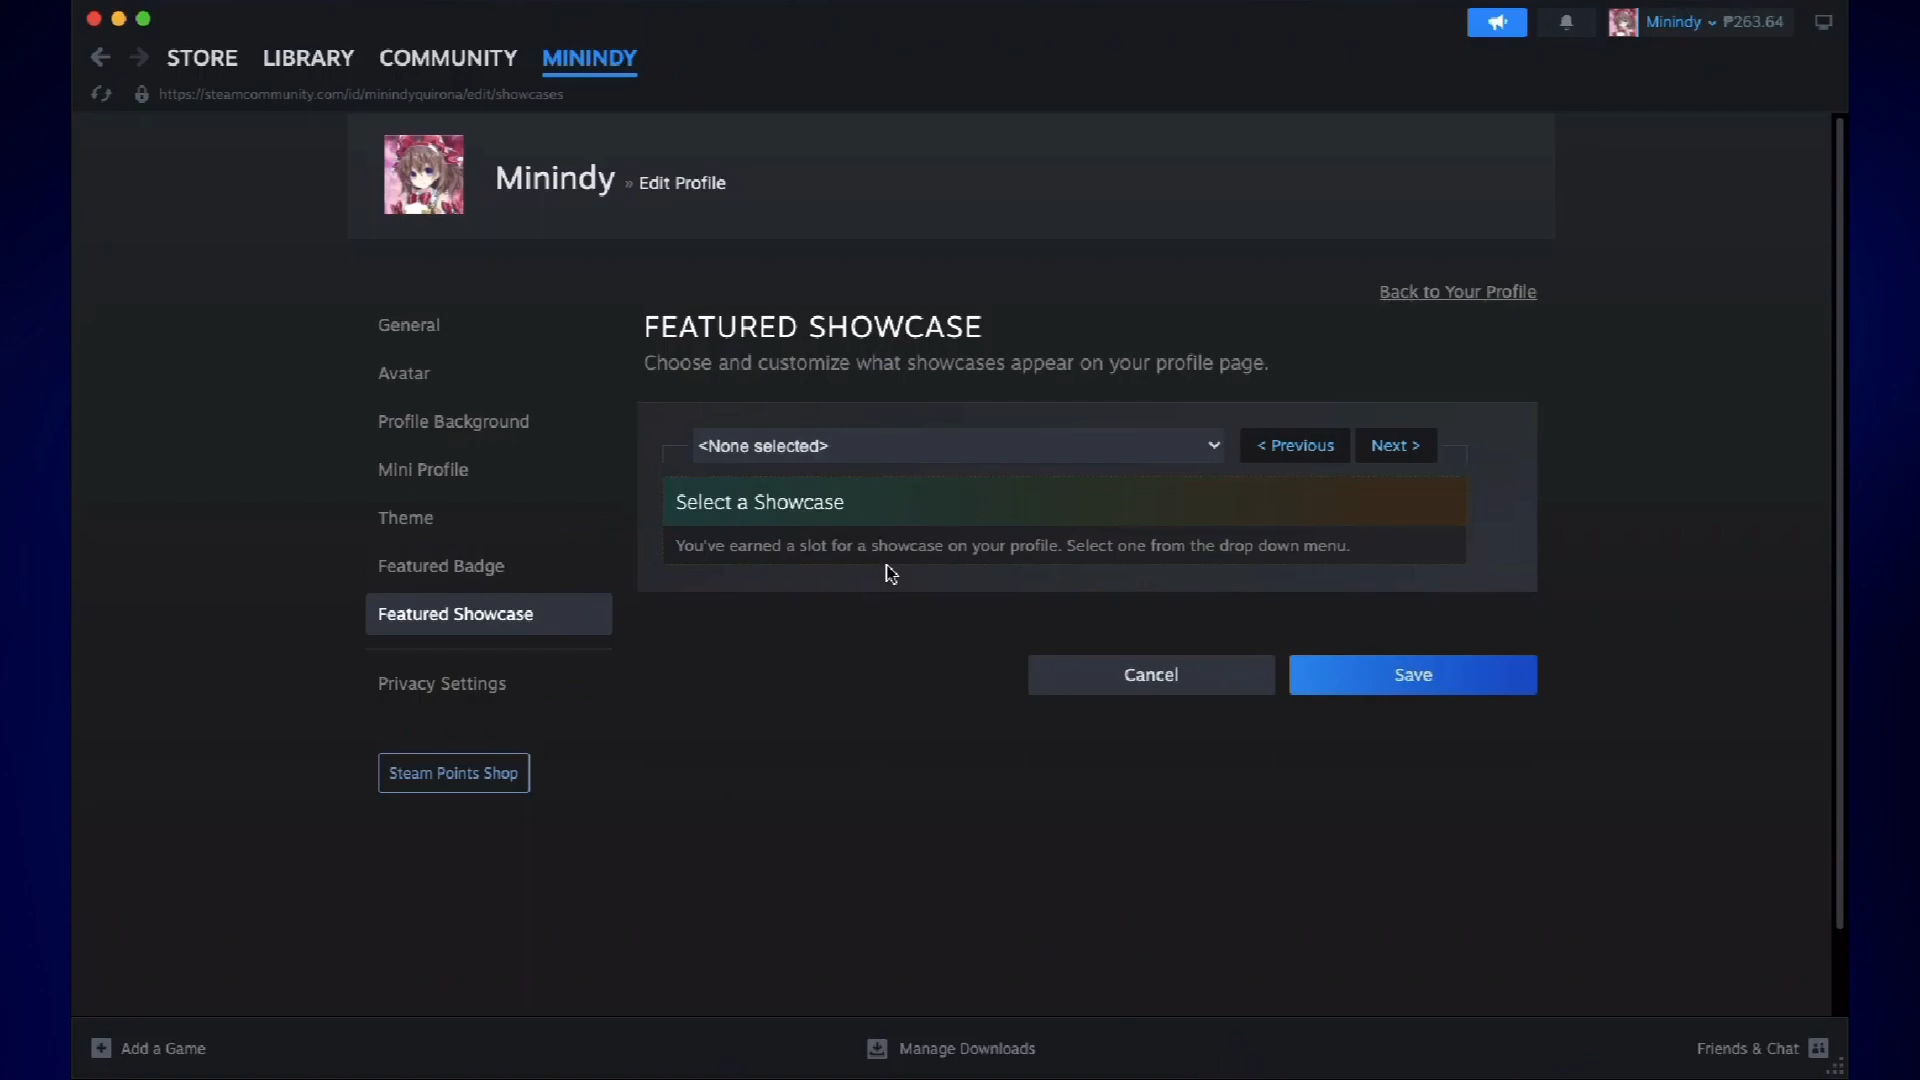 Minindy ₱263.64
STORE LIBRARY COMMUNITY MININDY
https://steamcommunity.com/id/minindyquirona/edit/showcases
Minindy » Edit Profile
Back to Your Profile
General
Avatar
Profile Background
Mini Profile
Theme
Featured Badge
Featured Showcase
Privacy Settings
Steam Points Shop
FEATURED SHOWCASE
Choose and customize what showcases appear on your profile page.
<None selected> < Previous Next >
Select a Showcase
You've earned a slot for a showcase on your profile. Select one from the drop down menu.
Cancel Save
Add a Game Manage Downloads Friends & Chat